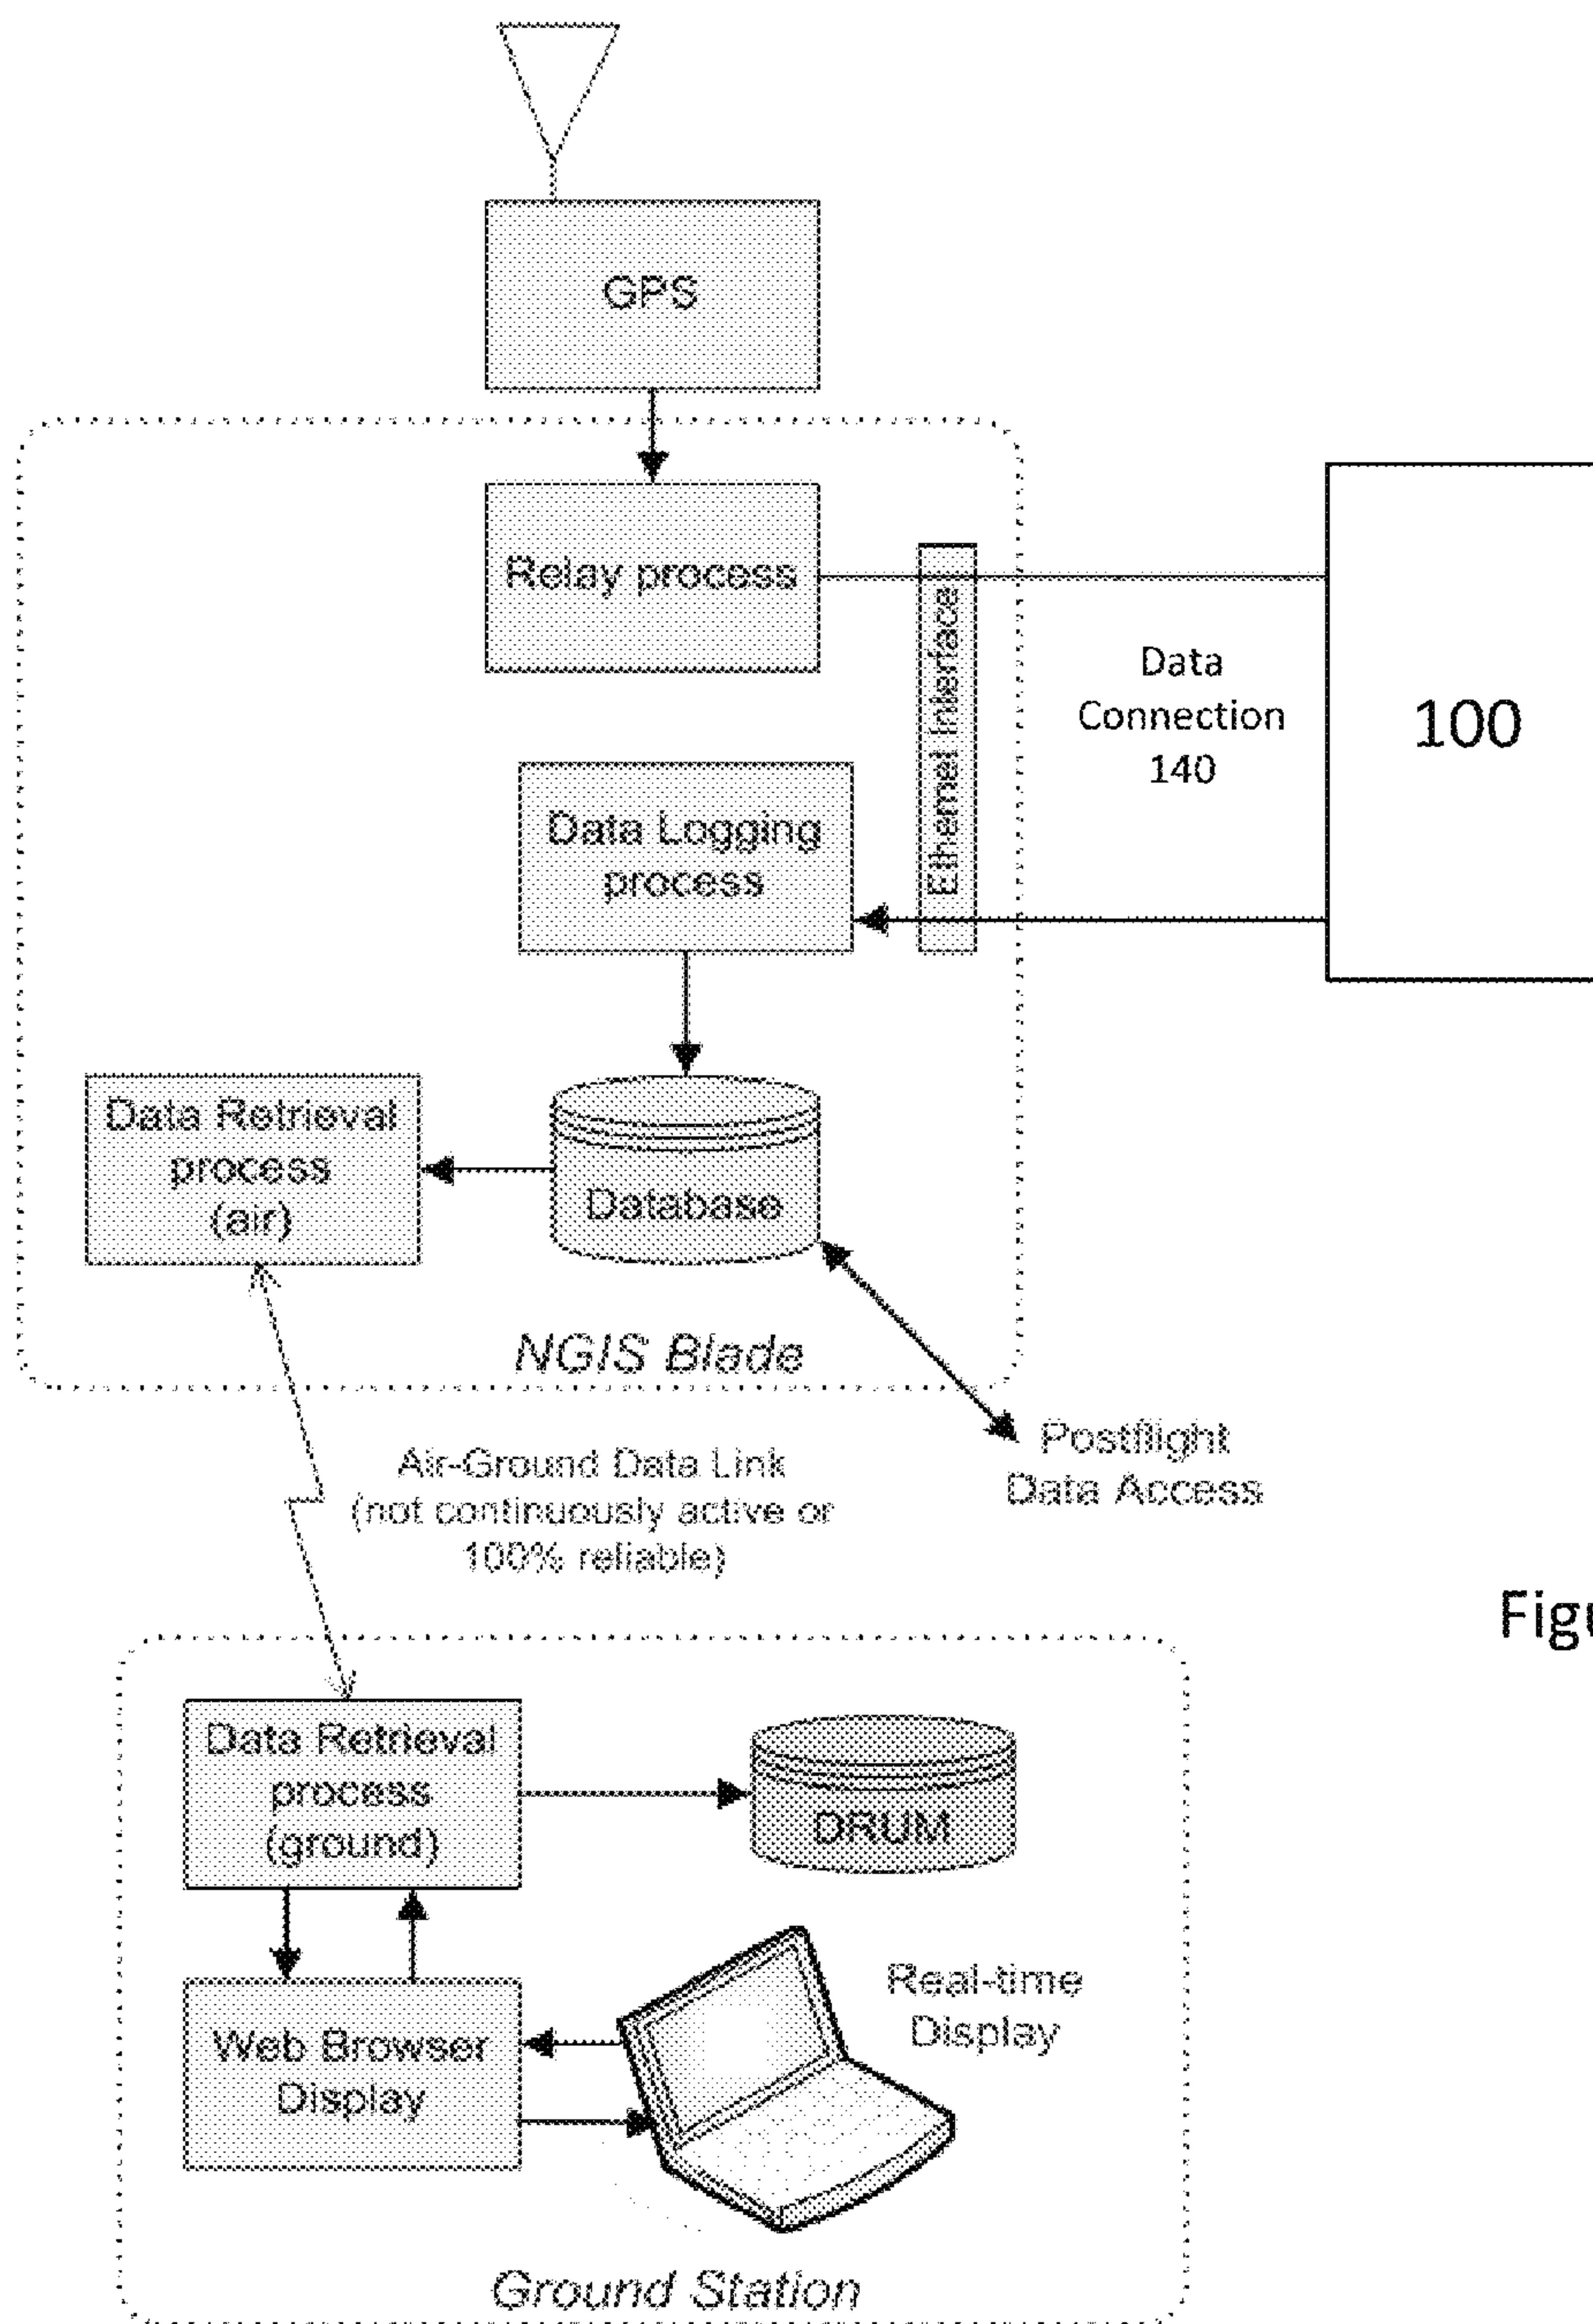 GPS
Relay process
Ethernet Interface
Data
Connection
140
100
Data Logging
process
Data Retrieval
process
(air)
Database
NGIS Blade
Postflight
Data Access
Air-Ground Data Link
(not continuously active or
100% reliable)
Data Retrieval
process
(ground)
DRUM
Web Browser
Display
Real-time
Display
Ground Station